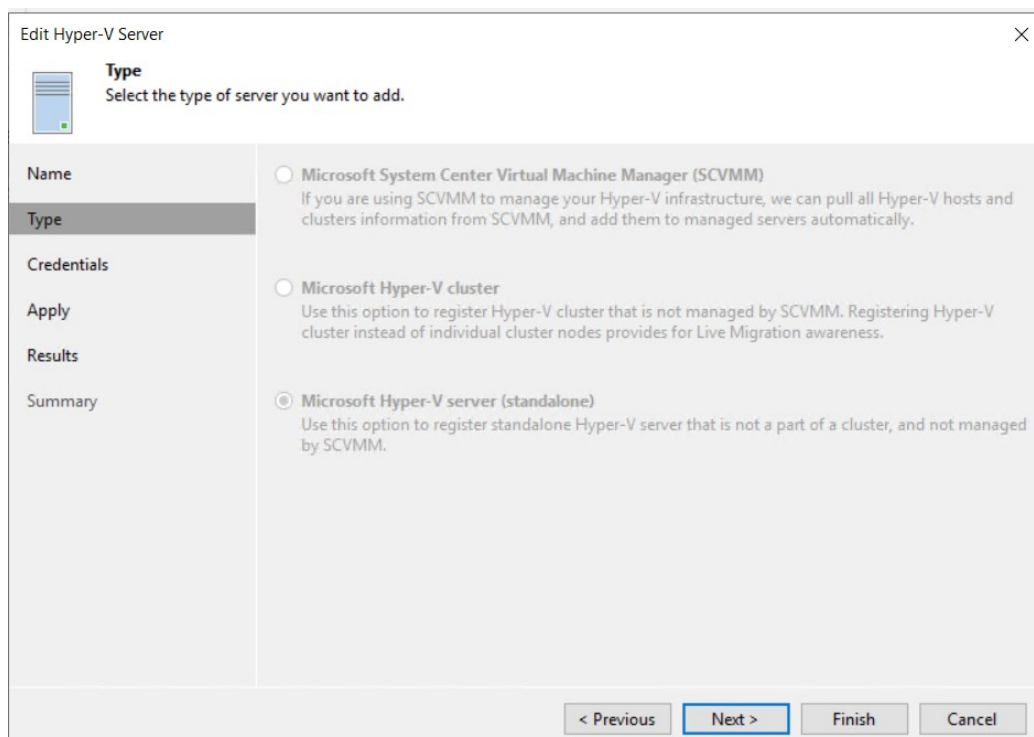 Edit Hyper-V Server
Type
Select the type of server you want to add.
Name
Type
Credentials
Apply
Results
Summary
Microsoft System Center Virtual Machine Manager (SCVMM)
If you are using SCVMM to manage your Hyper-V infrastructure, we can pull all Hyper-V hosts and
clusters information from SCVMM, and add them to managed servers automatically.
Microsoft Hyper-V cluster
Use this option to register Hyper-V cluster that is not managed by SCVMM. Registering Hyper-V
cluster instead of individual cluster nodes provides for Live Migration awareness.
Microsoft Hyper-V server (standalone)
Use this option to register standalone Hyper-V server that is not a part of a cluster, and not managed
by SCVMM.
< Previous
Next >
Finish
Cancel